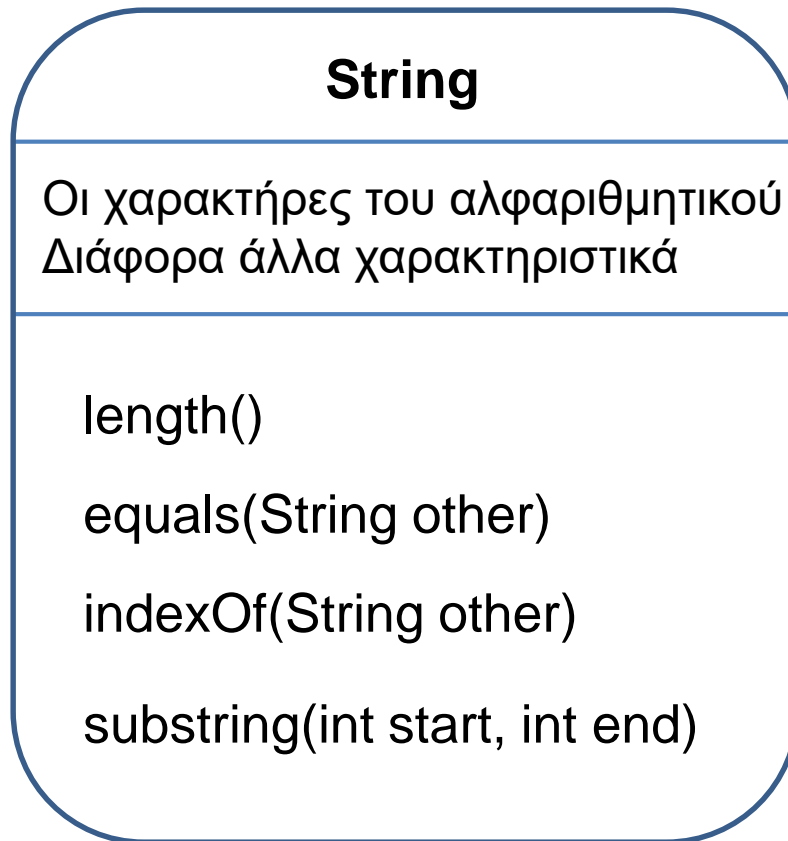 String
Οι χαρακτήρες του αλφαριθμητικού
Διάφορα άλλα χαρακτηριστικά
length()
equals(String other)
indexOf(String other)
substring(int start, int end)